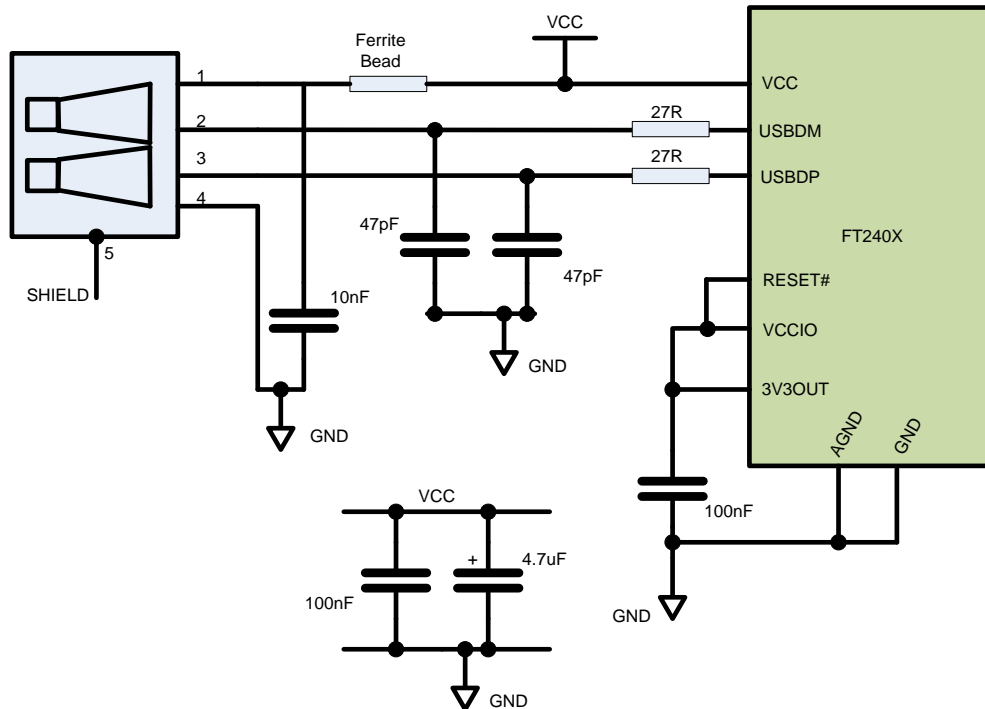 VCC
Ferrite
Bead
1
VCC
27R
2
USBDM
27R
3
USBDP
4
47pF
FT240X
5
47pF
RESET#
SHIELD
10nF
VCCIO
GND
3V3OUT
GND
AGND
GND
VCC
100nF
+
4.7uF
100nF
GND
GND